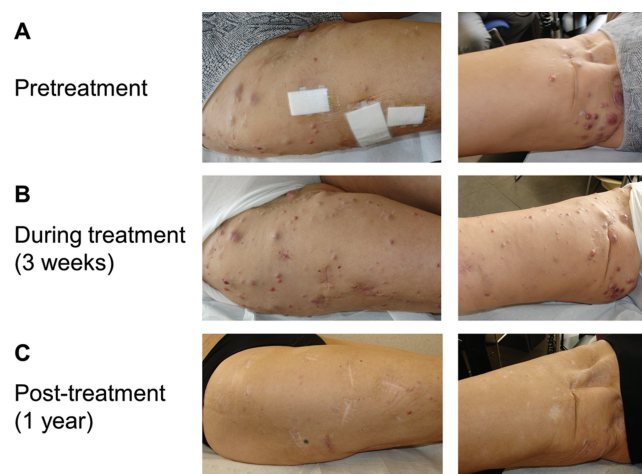 A
Pretreatment
B
During treatment
(3 weeks)
C
Post-treatment
(1 year)